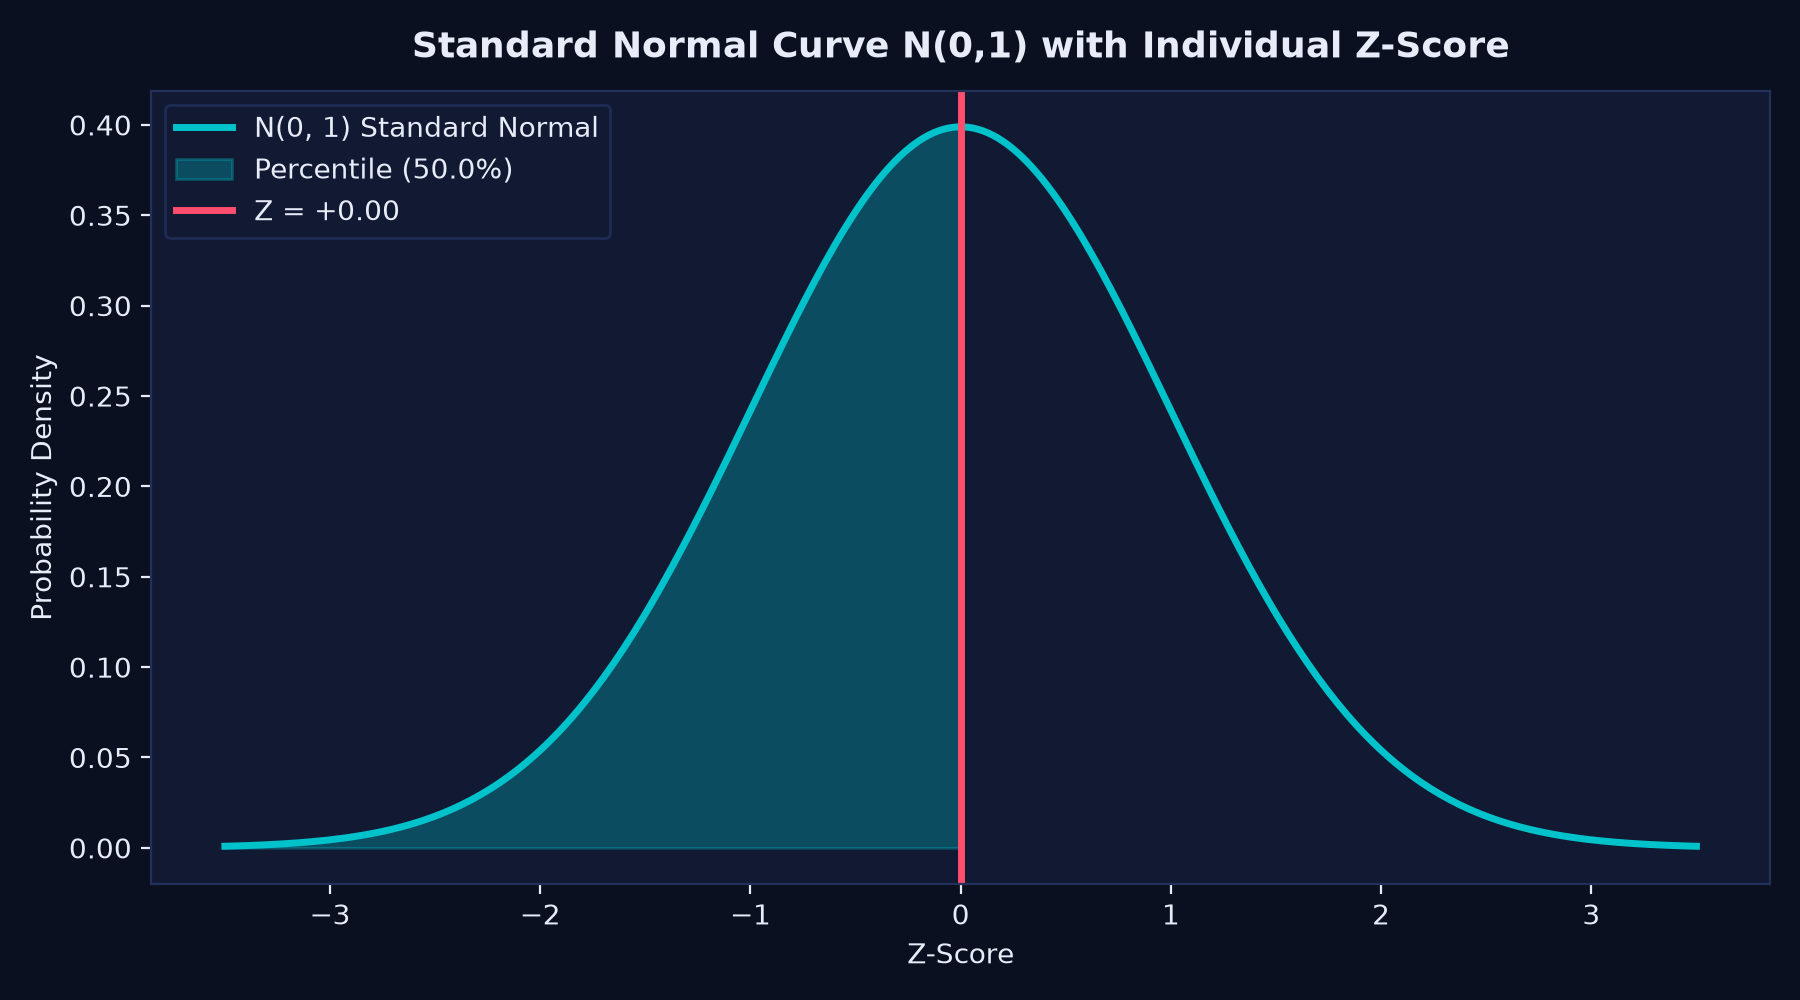 Standard Normal Curve N(0,1) with Individual Z-Score
N(0, 1) Standard Normal
Percentile (50.0%)
Z = +0.00
0.40
0.35
0.30
0.25
0.20
0.15
0.10
0.05
0.00
Probability Density
−3 −2 −1 0 1 2 3
Z-Score